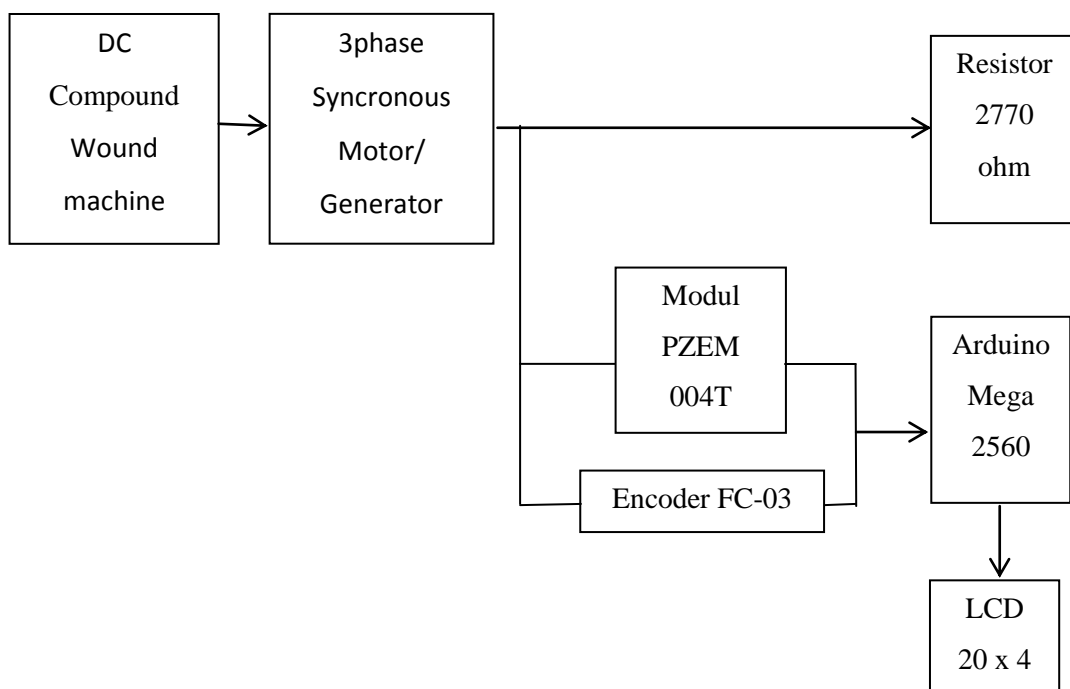 DC
Compound
Wound
machine
3phase
Syncronous
Motor/
Generator
Resistor
2770
ohm
Modul
PZEM
004T
Encoder FC-03
Arduino
Mega
2560
LCD
20 x 4